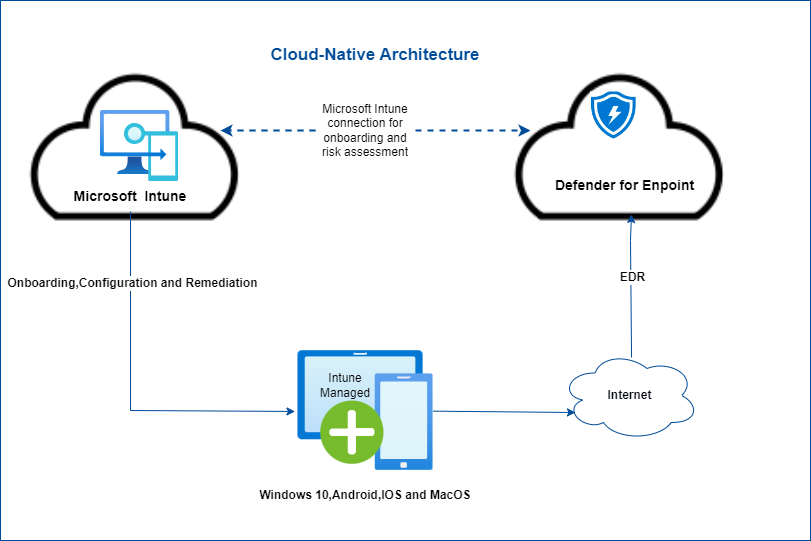 Cloud-Native Architecture
Microsoft Intune
connection for
onboarding and
risk assessment
Microsoft Intune
Defender for Enpoint
Onboarding,Configuration and Remediation
EDR
Intune
Managed
Internet
Windows 10,Android,IOS and MacOS